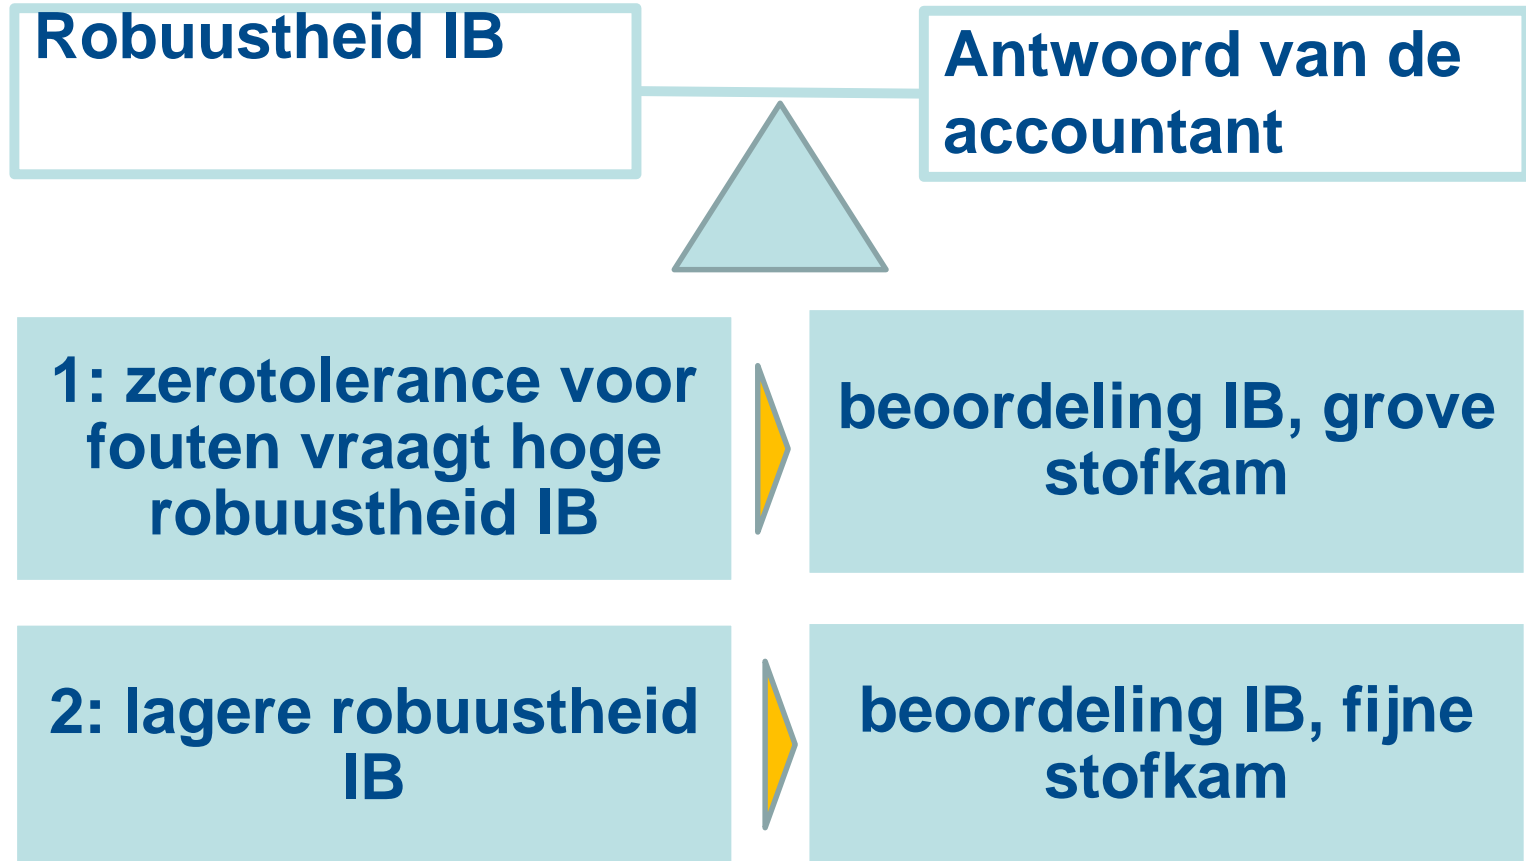 Robuustheid IB
Antwoord van de
accountant
1: zerotolerance voor
fouten vraagt hoge
robuustheid IB
beoordeling IB, grove
stofkam
2: lagere robuustheid
IB
beoordeling IB, fijne
stofkam